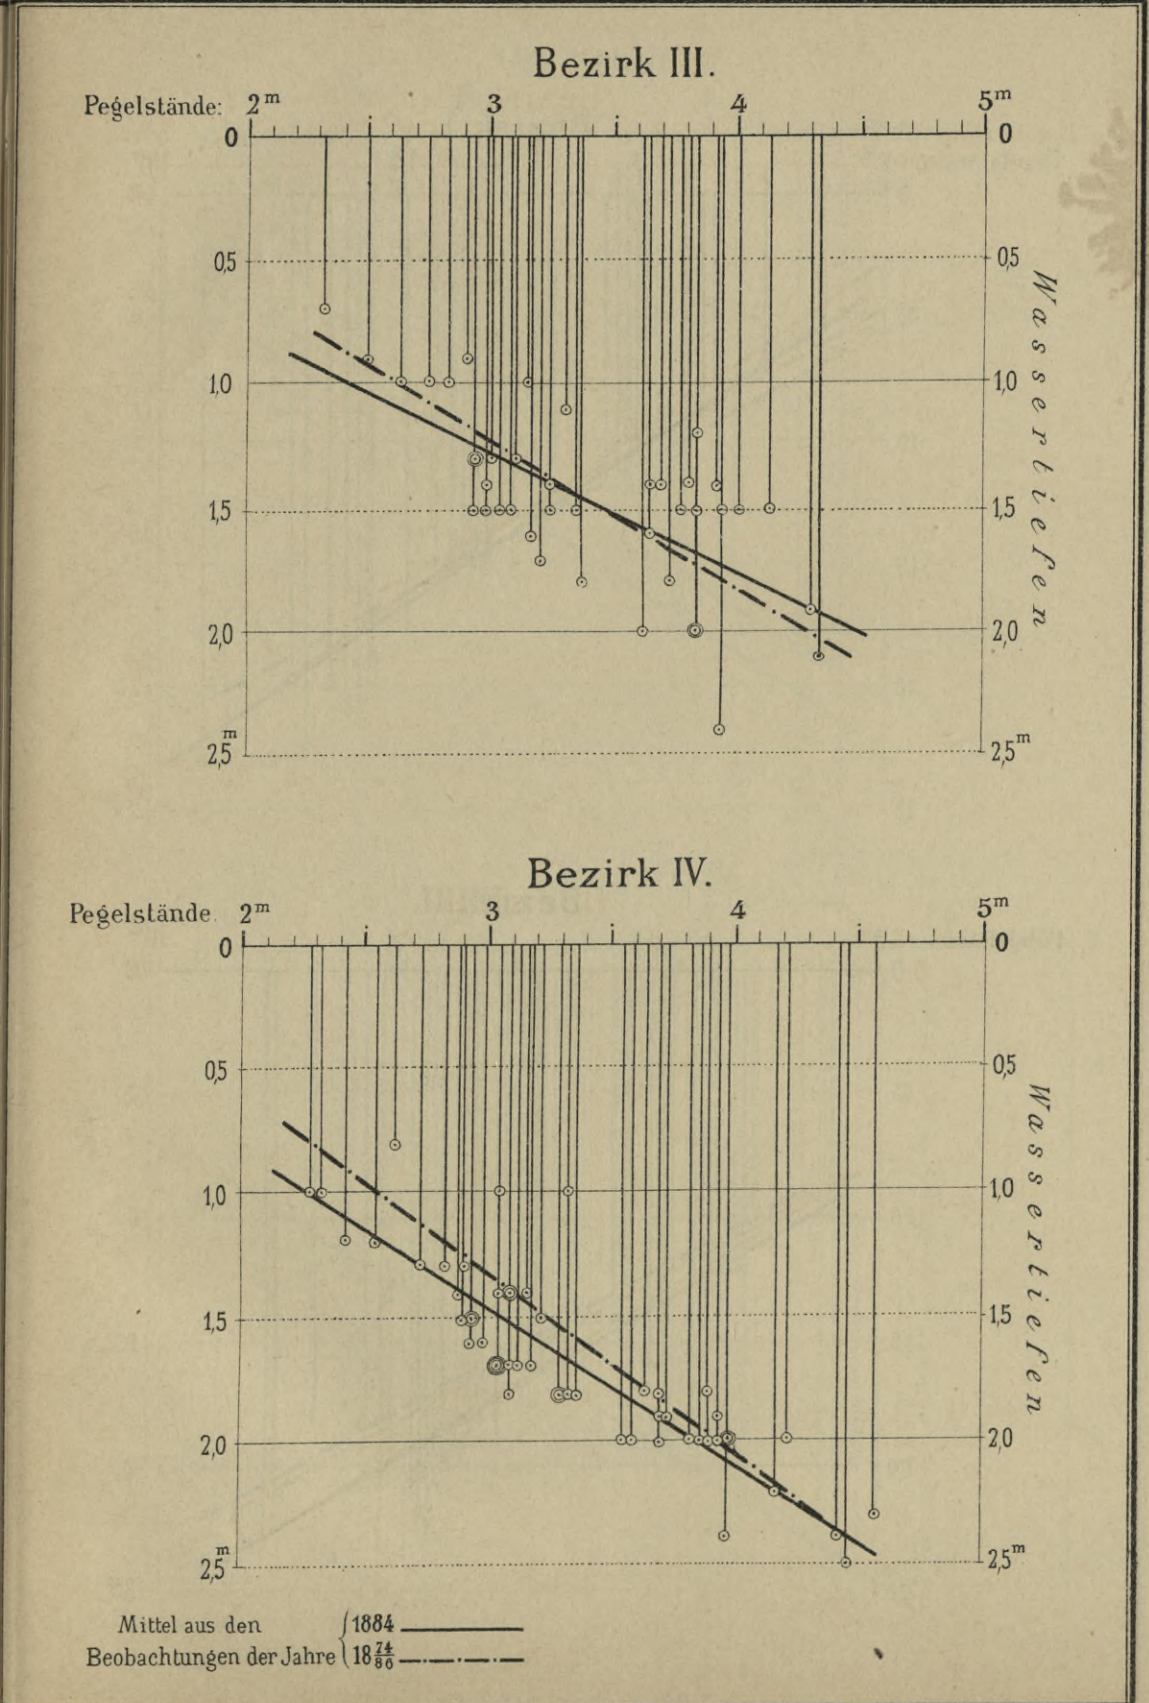 Bezirk III.
Pegelstände: 2m 3 4 5m
0 0
0,5 0,5
1,0 1,0
1,5 1,5
2,0 2,0
2,5m 2,5m
Wassertiefen
Bezirk IV.
Pegelstände. 2m 3 4 5m
0 0
0,5 0,5
1,0 1,0
1,5 1,5
2,0 2,0
2,5m 2,5m
Wassertiefen
Mittel aus den { 1884
Beobachtungen der Jahre { 18 74/86